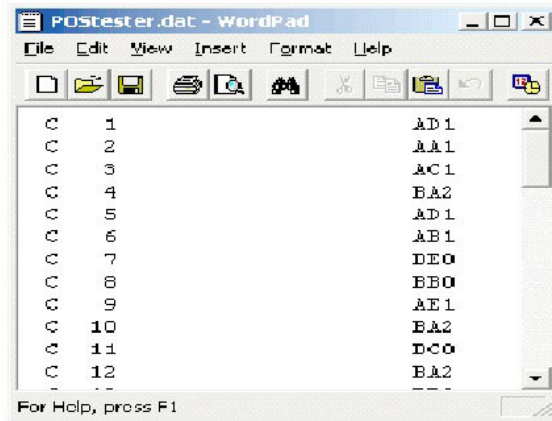 POStester.dat - WordPad
File Edit View Insert Format Help
C 1 AD1
C 2 AA1
C 3 AC1
C 4 BA2
C 5 AD1
C 6 AB1
C 7 DE0
C 8 BB0
C 9 AE1
C 10 BA2
C 11 DC0
C 12 BA2
For Help, press F1